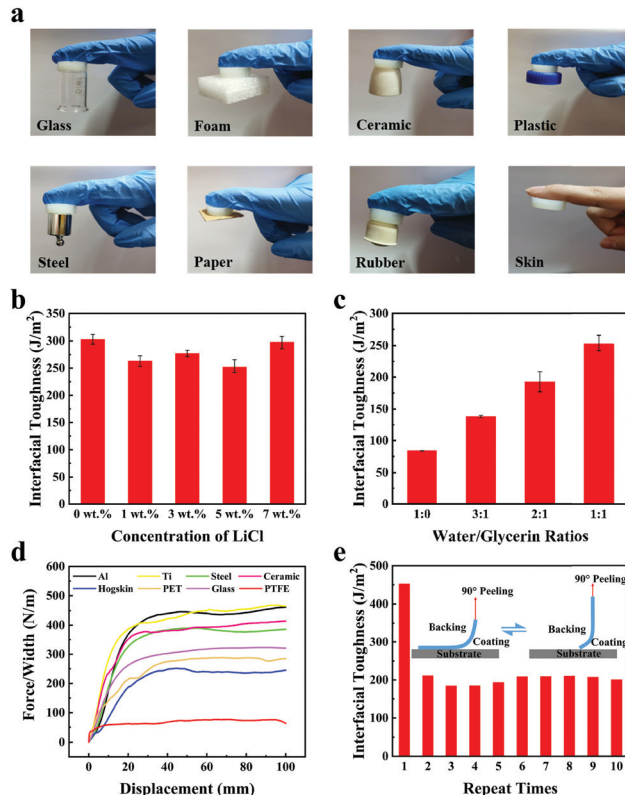 a
Glass
Foam
Ceramic
Plastic
Steel
Paper
Rubber
Skin
b
Interfacial Toughness (J/m²)
350
300
250
200
150
100
50
0
0 wt.% 1 wt.% 3 wt.% 5 wt.% 7 wt.%
Concentration of LiCl
c
Interfacial Toughness (J/m²)
300
250
200
150
100
50
0
1:0 3:1 2:1 1:1
Water/Glycerin Ratios
d
Force/Width (N/m)
600
500
400
300
200
100
0
Al Ti Steel Ceramic
Hogskin PET Glass PTFE
0 20 40 60 80 100
Displacement (mm)
e
Interfacial Toughness (J/m²)
500
400
300
200
100
0
90° Peeling
Backing
Coating
Substrate
90° Peeling
Backing
Coating
Substrate
1 2 3 4 5 6 7 8 9 10
Repeat Times